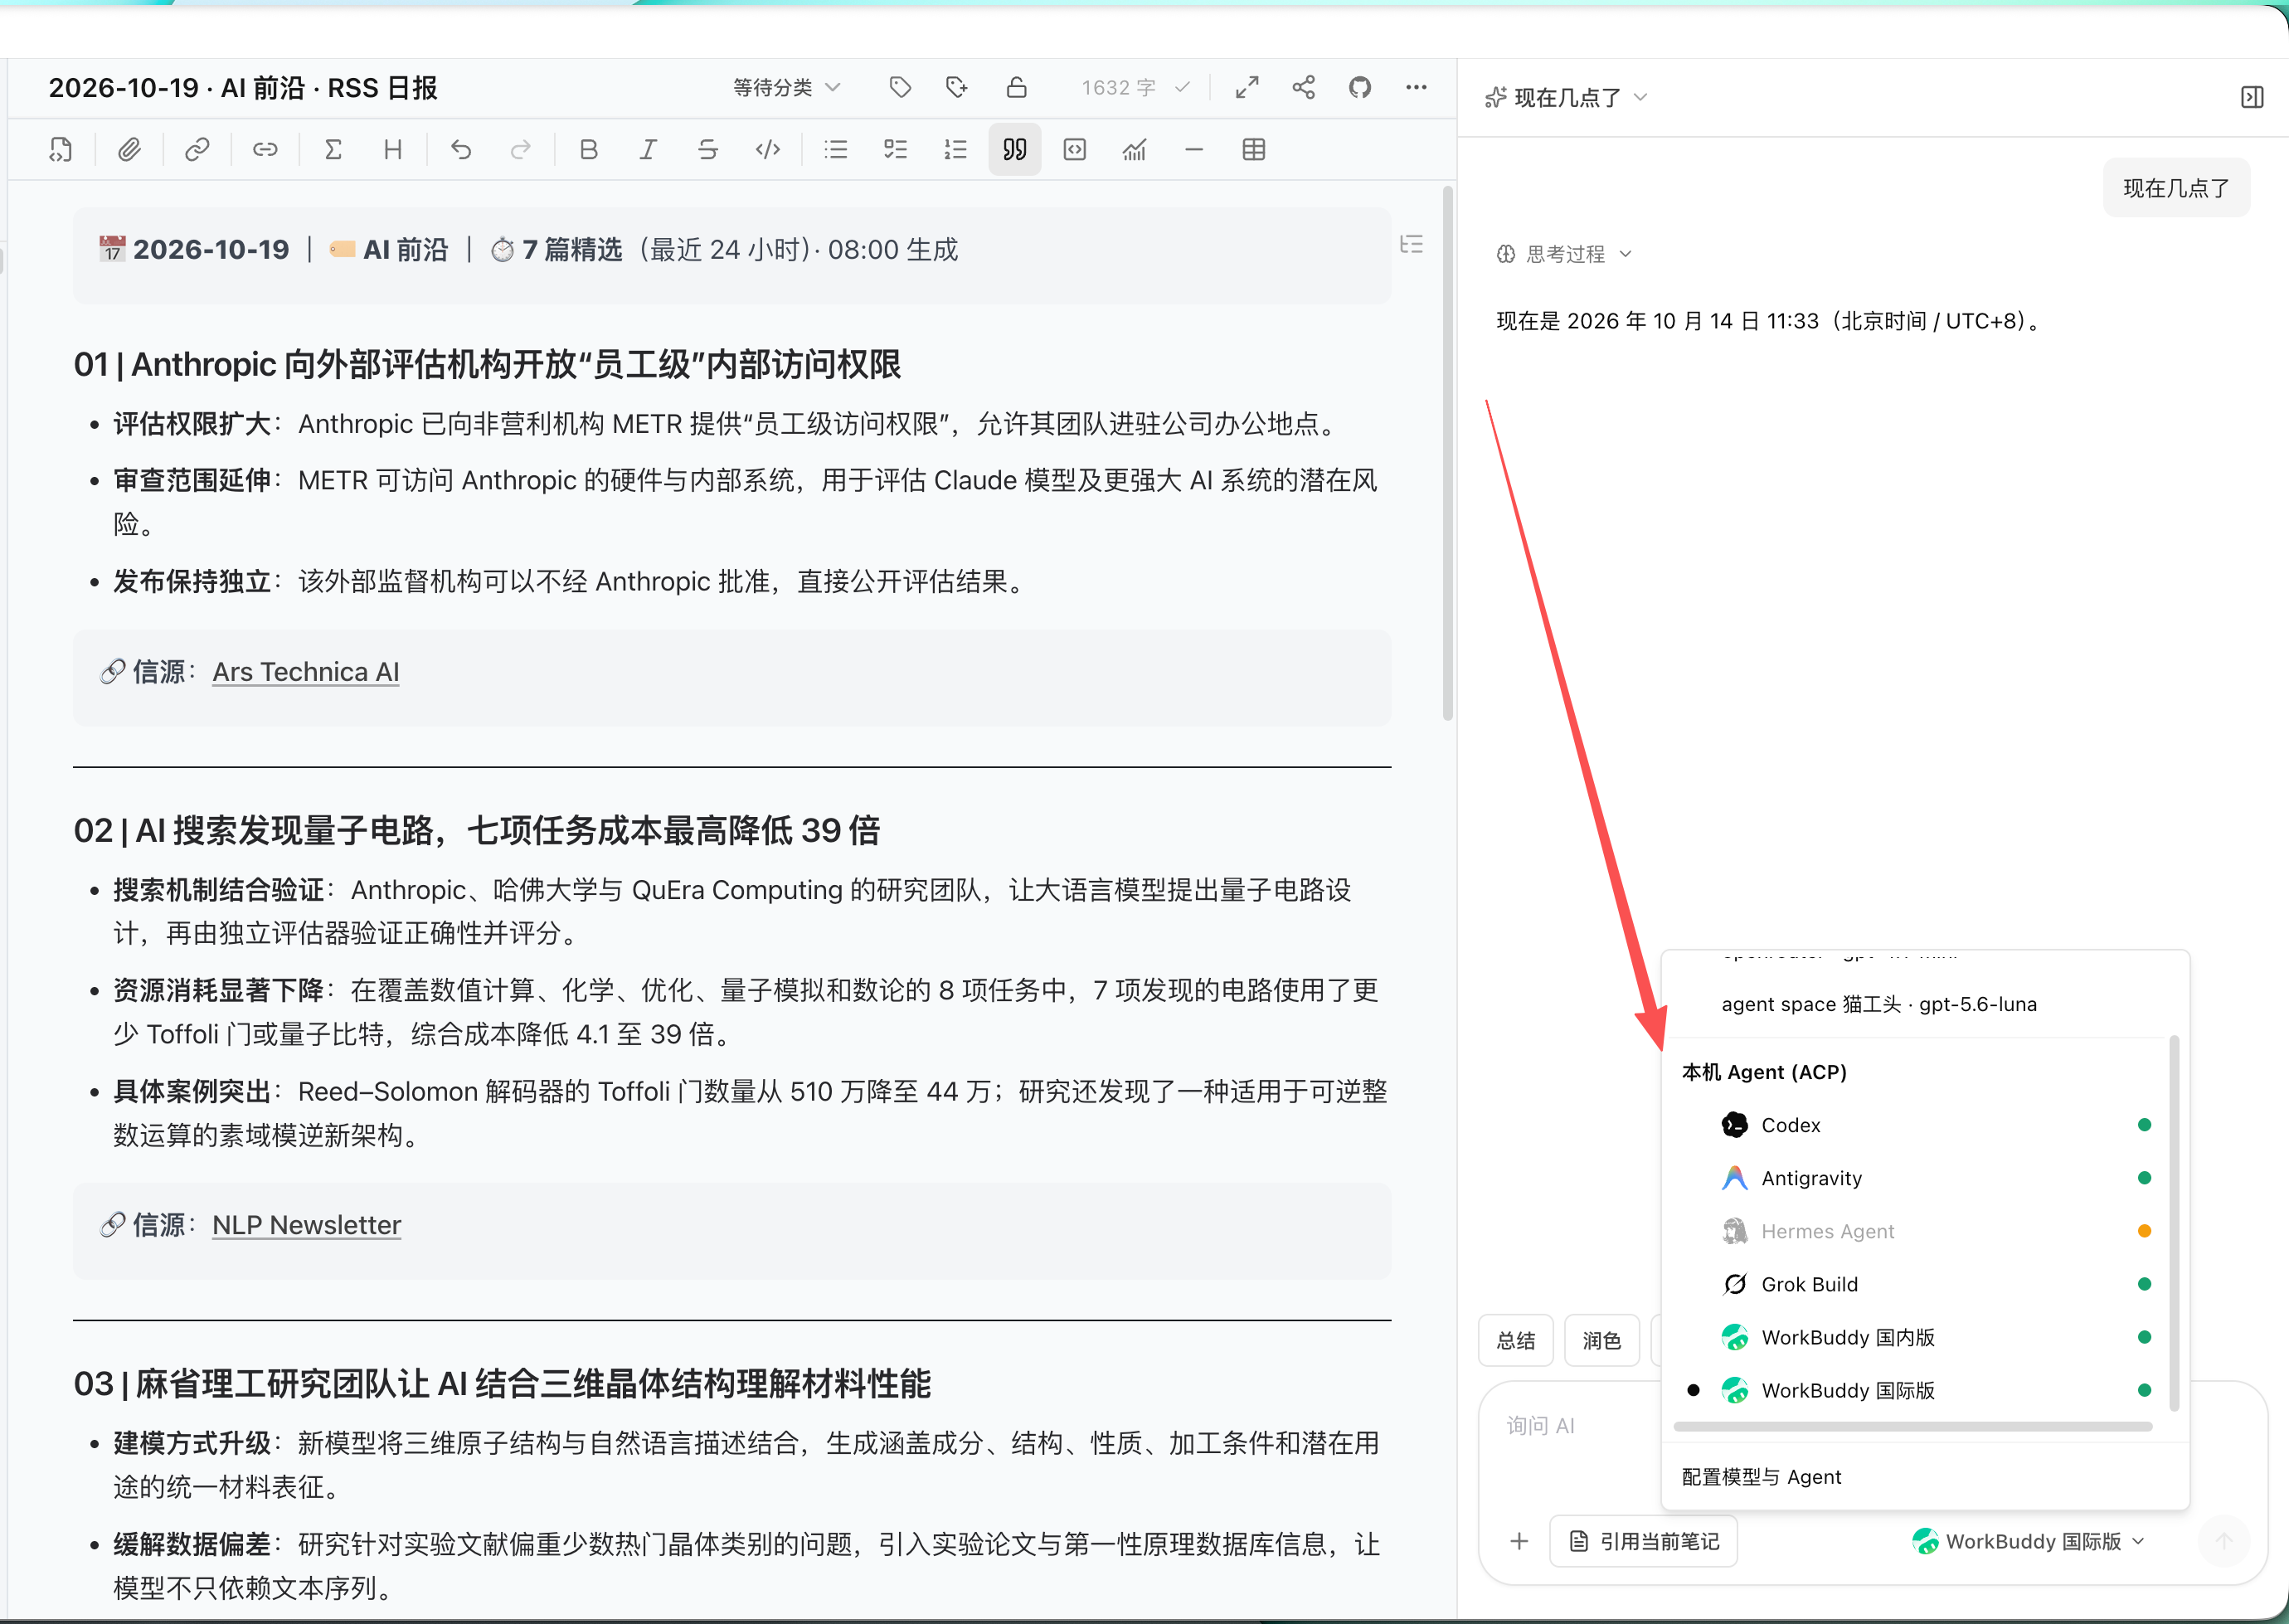 2026-10-19 · AI 前沿 · RSS 日报
等待分类
1632 字
📅 2026-10-19 | 🏷️ AI 前沿 | ⏱️ 7 篇精选（最近 24 小时）· 08:00 生成
01 | Anthropic 向外部评估机构开放“员工级”内部访问权限
• 评估权限扩大：Anthropic 已向非营利机构 METR 提供“员工级访问权限”，允许其团队进驻公司办公地点。
• 审查范围延伸：METR 可访问 Anthropic 的硬件与内部系统，用于评估 Claude 模型及更强大 AI 系统的潜在风
险。
• 发布保持独立：该外部监督机构可以不经 Anthropic 批准，直接公开评估结果。
🔗 信源：Ars Technica AI
02 | AI 搜索发现量子电路，七项任务成本最高降低 39 倍
• 搜索机制结合验证：Anthropic、哈佛大学与 QuEra Computing 的研究团队，让大语言模型提出量子电路设
计，再由独立评估器验证正确性并评分。
• 资源消耗显著下降：在覆盖数值计算、化学、优化、量子模拟和数论的 8 项任务中，7 项发现的电路使用了更
少 Toffoli 门或量子比特，综合成本降低 4.1 至 39 倍。
• 具体案例突出：Reed–Solomon 解码器的 Toffoli 门数量从 510 万降至 44 万；研究还发现了一种适用于可逆整
数运算的素域模逆新架构。
🔗 信源：NLP Newsletter
03 | 麻省理工研究团队让 AI 结合三维晶体结构理解材料性能
• 建模方式升级：新模型将三维原子结构与自然语言描述结合，生成涵盖成分、结构、性质、加工条件和潜在用
途的统一材料表征。
• 缓解数据偏差：研究针对实验文献偏重少数热门晶体类别的问题，引入实验论文与第一性原理数据库信息，让
模型不只依赖文本序列。
现在几点了
现在几点了
思考过程
现在是 2026 年 10 月 14 日 11:33（北京时间 / UTC+8）。
agent space 猫工头 · gpt-5.6-luna
本机 Agent (ACP)
Codex
Antigravity
Hermes Agent
Grok Build
WorkBuddy 国内版
WorkBuddy 国际版
配置模型与 Agent
总结
润色
询问 AI
引用当前笔记
WorkBuddy 国际版